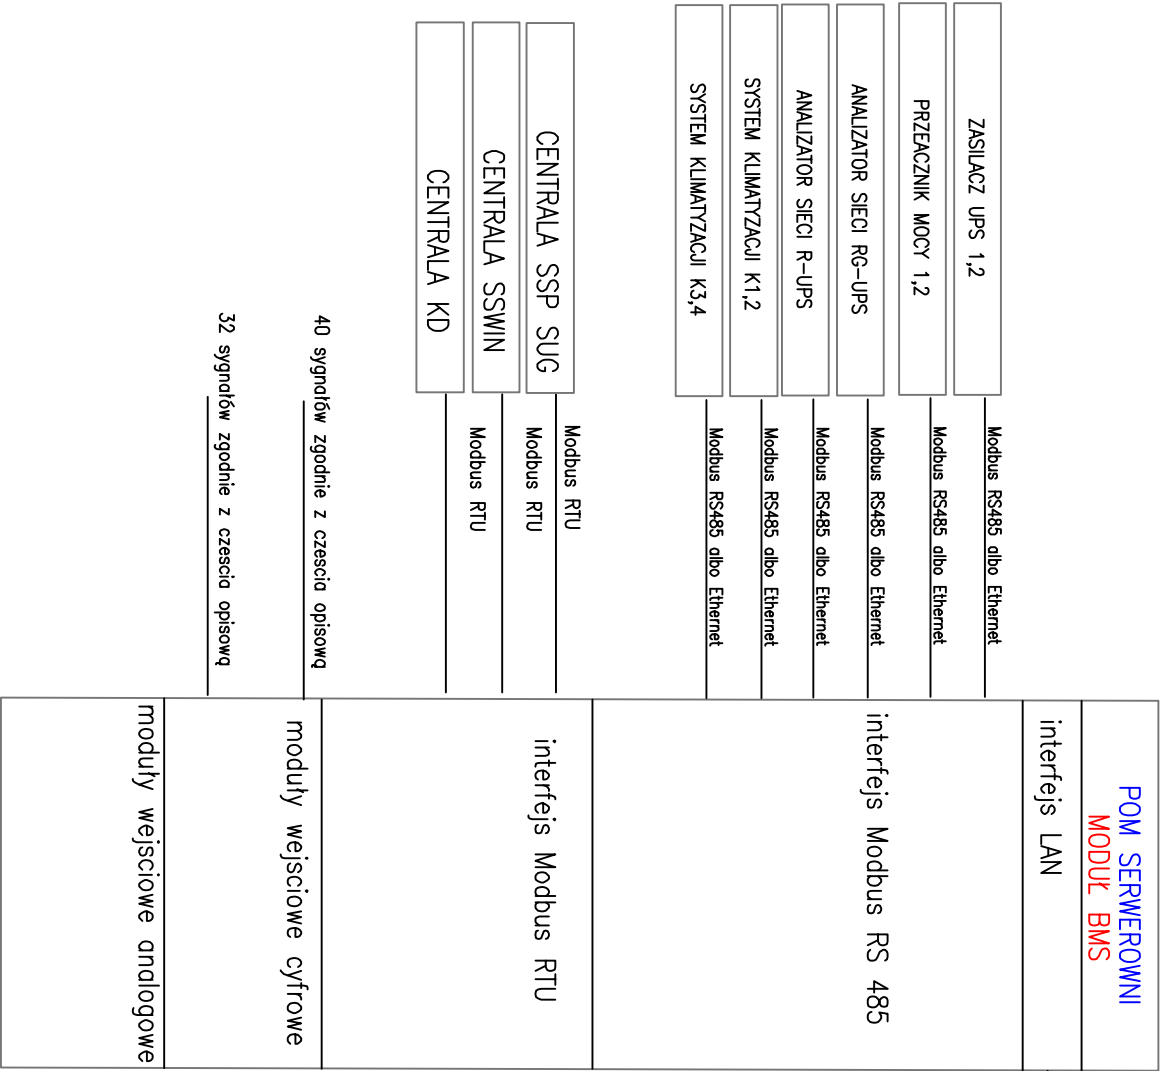 POM SERWEROWNI
MODUŁ BMS
interfejs LAN
ZASILACZ UPS 1,2
Modbus RS485 albo Ethernet
PRZEACZNIK MOCY 1,2
Modbus RS485 albo Ethernet
ANALIZATOR SIECI RG-UPS
Modbus RS485 albo Ethernet
ANALIZATOR SIECI R-UPS
Modbus RS485 albo Ethernet
SYSTEM KLIMATYZACJI K1,2
Modbus RS485 albo Ethernet
SYSTEM KLIMATYZACJI K3,4
Modbus RS485 albo Ethernet
interfejs Modbus RS 485
CENTRALA SSP SUG
Modbus RTU
CENTRALA SSWIN
Modbus RTU
CENTRALA KD
Modbus RTU
interfejs Modbus RTU
40 sygnałów zgodnie z czescia opisową
moduły wejsciowe cyfrowe
32 sygnałów zgodnie z czescia opisową
moduły wejsciowe analogowe